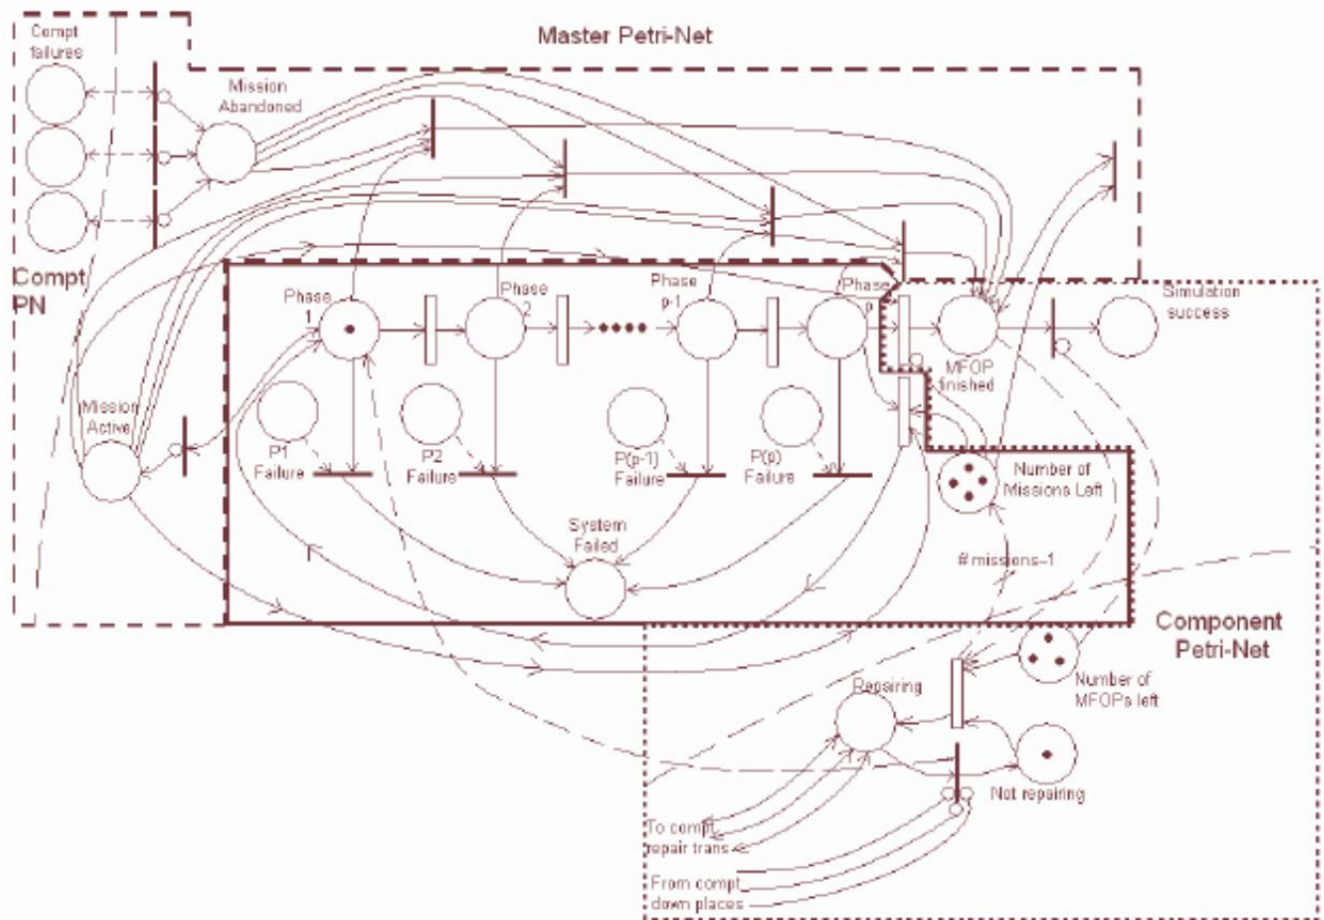 Master Petri-Net
Compt
failures
Mission
Abandoned
Compt
PN
Phase
1
Phase
2
Phase
p-1
Phase
p
Simulation
success
MFOP
finished
Mission
Active
P1
Failure
P2
Failure
P(p-1)
Failure
P(p)
Failure
Number of
Missions Left
System
Failed
# missions-1
Component
Petri-Net
Number of
MFOPs left
Repairing
Not repairing
To compt
repair trans
From compt
down places